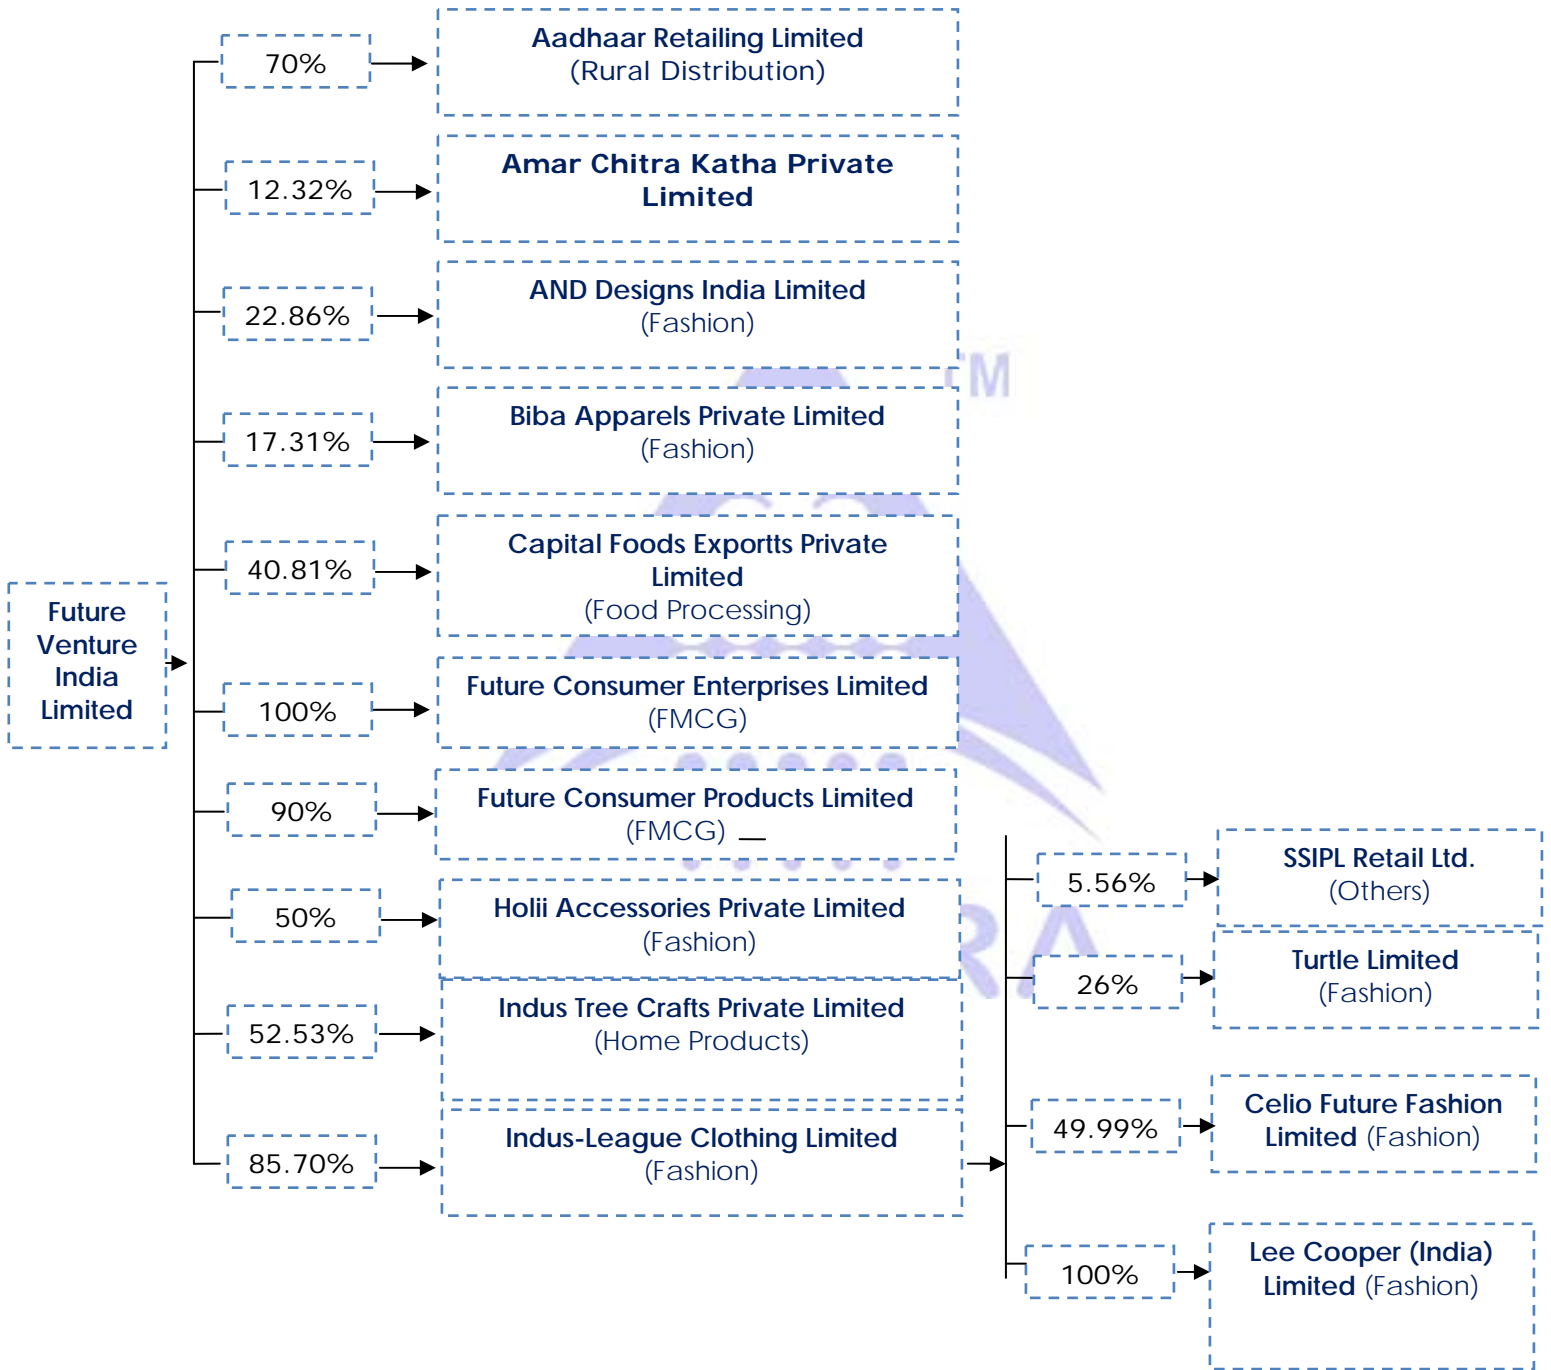 Future
Venture
India
Limited
70%
Aadhaar Retailing Limited
(Rural Distribution)
12.32%
Amar Chitra Katha Private
Limited
22.86%
AND Designs India Limited
(Fashion)
17.31%
Biba Apparels Private Limited
(Fashion)
40.81%
Capital Foods Exportts Private
Limited
(Food Processing)
100%
Future Consumer Enterprises Limited
(FMCG)
90%
Future Consumer Products Limited
(FMCG)
50%
Holii Accessories Private Limited
(Fashion)
52.53%
Indus Tree Crafts Private Limited
(Home Products)
85.70%
Indus-League Clothing Limited
(Fashion)
5.56%
SSIPL Retail Ltd.
(Others)
26%
Turtle Limited
(Fashion)
49.99%
Celio Future Fashion
Limited (Fashion)
100%
Lee Cooper (India)
Limited (Fashion)
TM